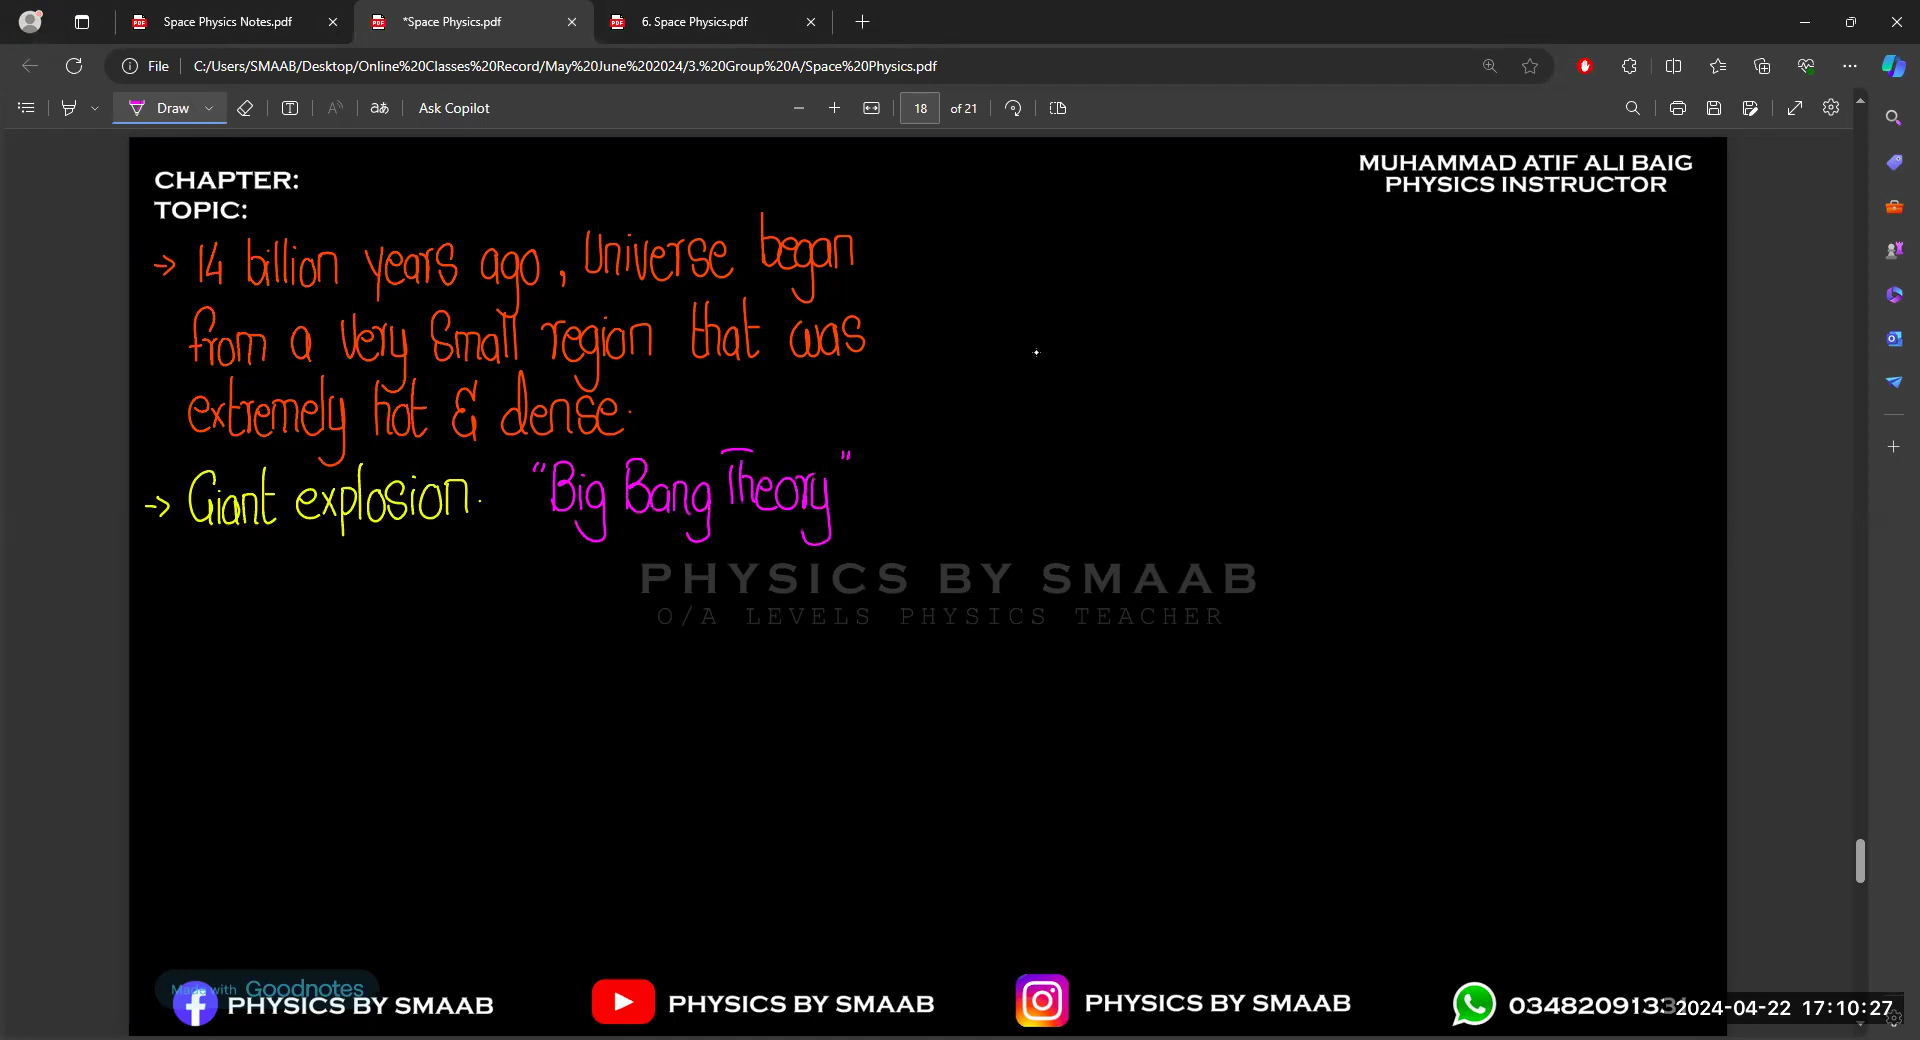 Space Physics Notes.pdf
*Space Physics.pdf
6. Space Physics.pdf
File
C:/Users/SMAAB/Desktop/Online%20Classes%20Record/May%20June%202024/3.%20Group%20A/Space%20Physics.pdf
Draw
aあ
Ask Copilot
18 of 21
CHAPTER:
TOPIC:
MUHAMMAD ATIF ALI BAIG
PHYSICS INSTRUCTOR
→ 14 billion years ago, Universe began
from a very small region that was
extremely hot & dense.
→ Giant explosion. "Big Bang Theory"
PHYSICS BY SMAAB
O/A LEVELS PHYSICS TEACHER
Made with Goodnotes
PHYSICS BY SMAAB
PHYSICS BY SMAAB
PHYSICS BY SMAAB
2024-04-22 17:10:27